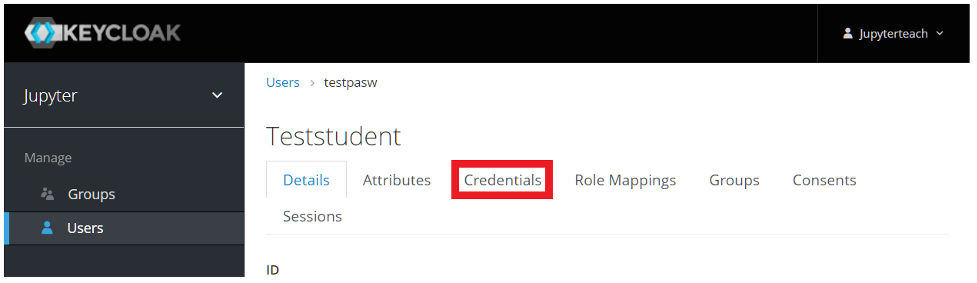 KEYCLOAK
Jupyterteach
Jupyter
Users > testpasw
Teststudent
Manage
Details Attributes Credentials Role Mappings Groups Consents
Groups
Sessions
Users
ID